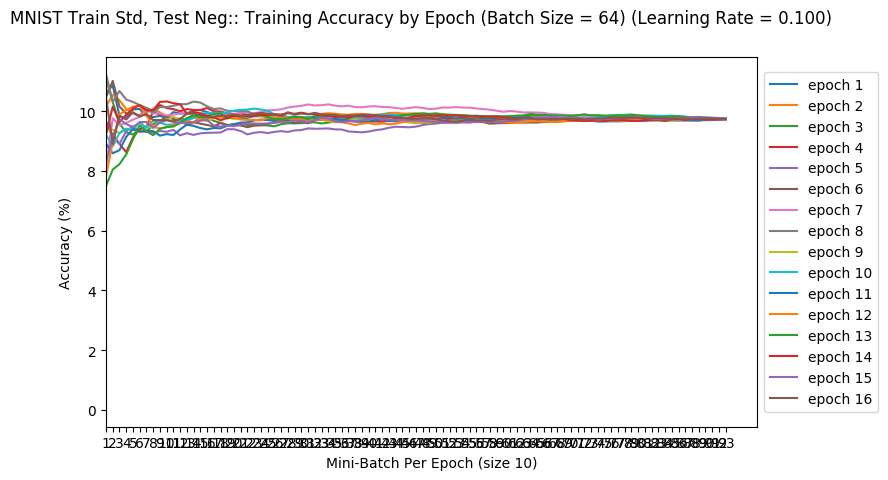 MNIST Train Std, Test Neg:: Training Accuracy by Epoch (Batch Size = 64) (Learning Rate = 0.100)
10
8
6
4
2
0
Accuracy (%)
Mini-Batch Per Epoch (size 10)
epoch 1
epoch 2
epoch 3
epoch 4
epoch 5
epoch 6
epoch 7
epoch 8
epoch 9
epoch 10
epoch 11
epoch 12
epoch 13
epoch 14
epoch 15
epoch 16